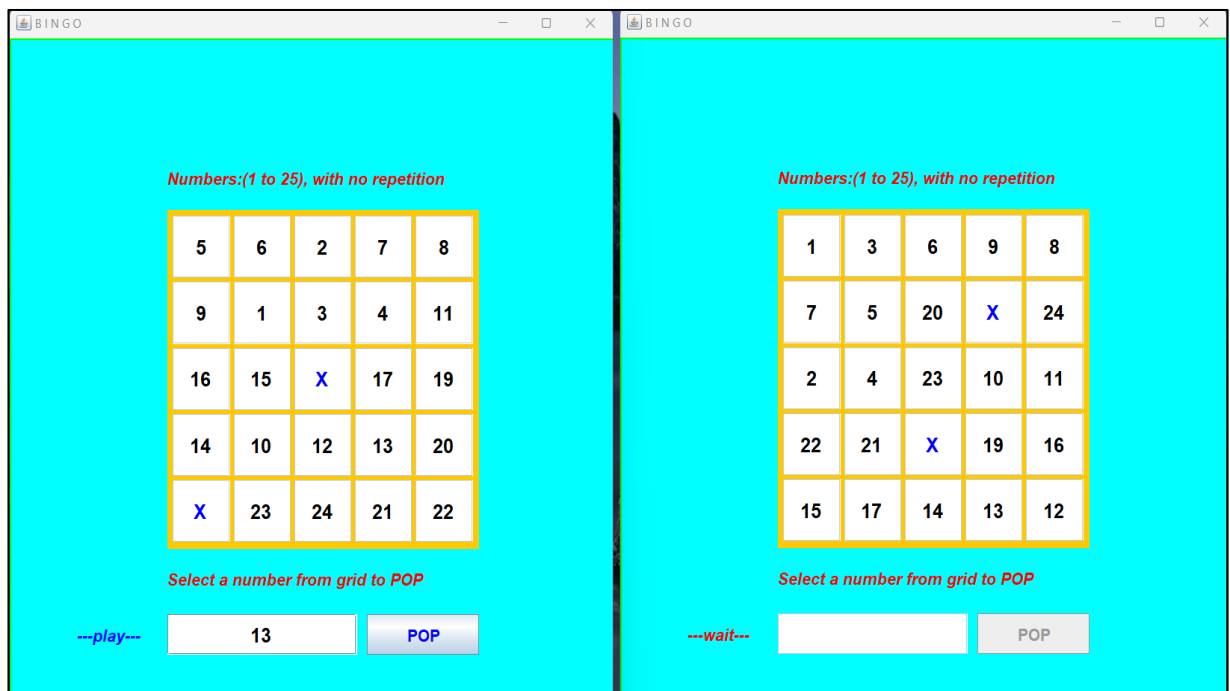 B I N G O
Numbers:(1 to 25), with no repetition
5 6 2 7 8
9 1 3 4 11
16 15 X 17 19
14 10 12 13 20
X 23 24 21 22
Select a number from grid to POP
---play--- 13 POP
B I N G O
Numbers:(1 to 25), with no repetition
1 3 6 9 8
7 5 20 X 24
2 4 23 10 11
22 21 X 19 16
15 17 14 13 12
Select a number from grid to POP
---wait--- POP